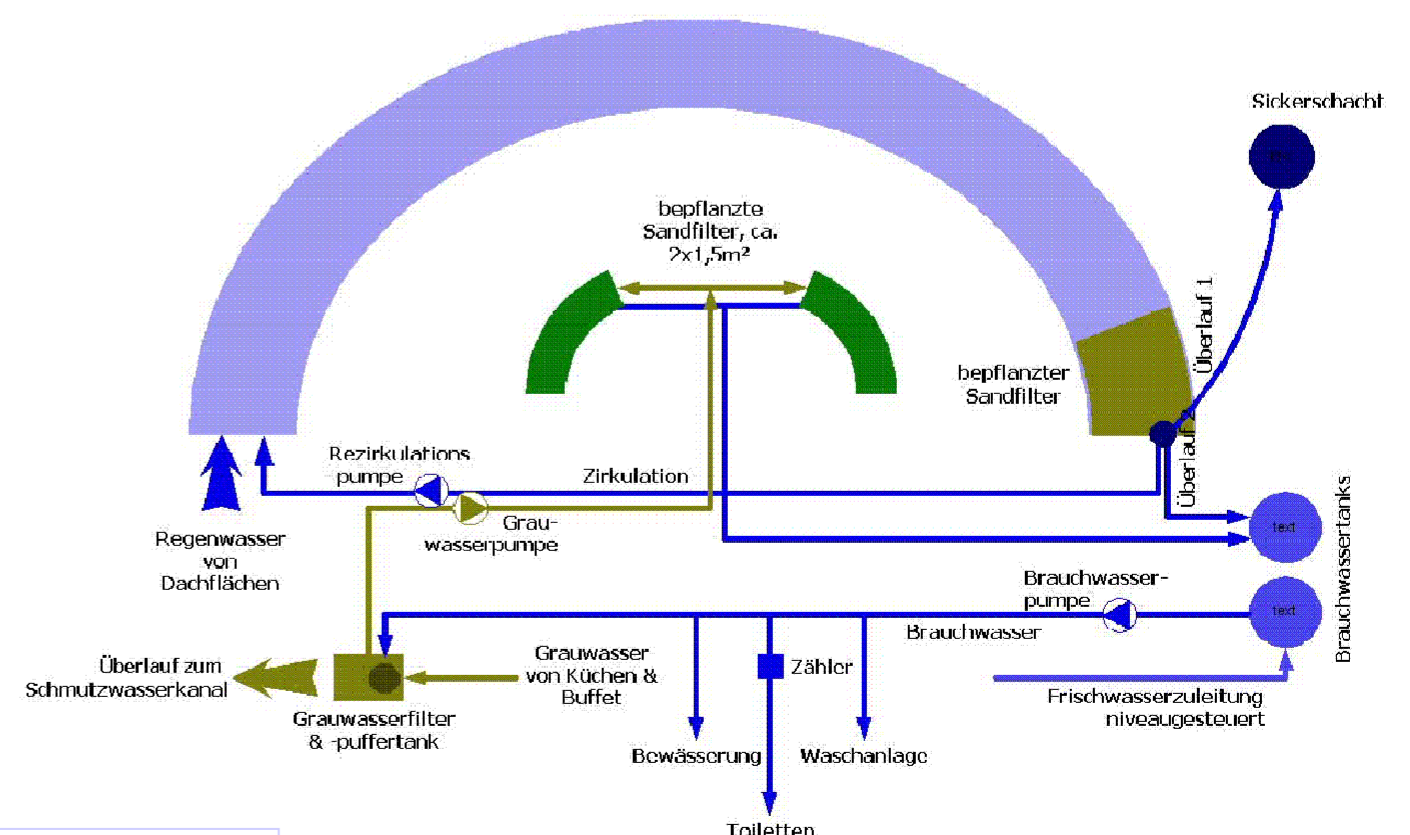 Sickerschacht
bepflanzte
Sandfilter, ca.
2x1,5m²
Überlauf 1
bepflanzter
Sandfilter
Überlauf 2
Rezirkulations
pumpe
Zirkulation
Grau-
wasserpumpe
Regenwasser
von
Dachflächen
text
Brauchwassertanks
text
Brauchwasser-
pumpe
Brauchwasser
Überlauf zum
Schmutzwasserkanal
Grauwasser
von Küchen &
Buffet
Zähler
Frischwasserzuleitung
niveaugesteuert
Grauwasserfilter
& -puffertank
Bewässerung
Waschanlage
Toiletten